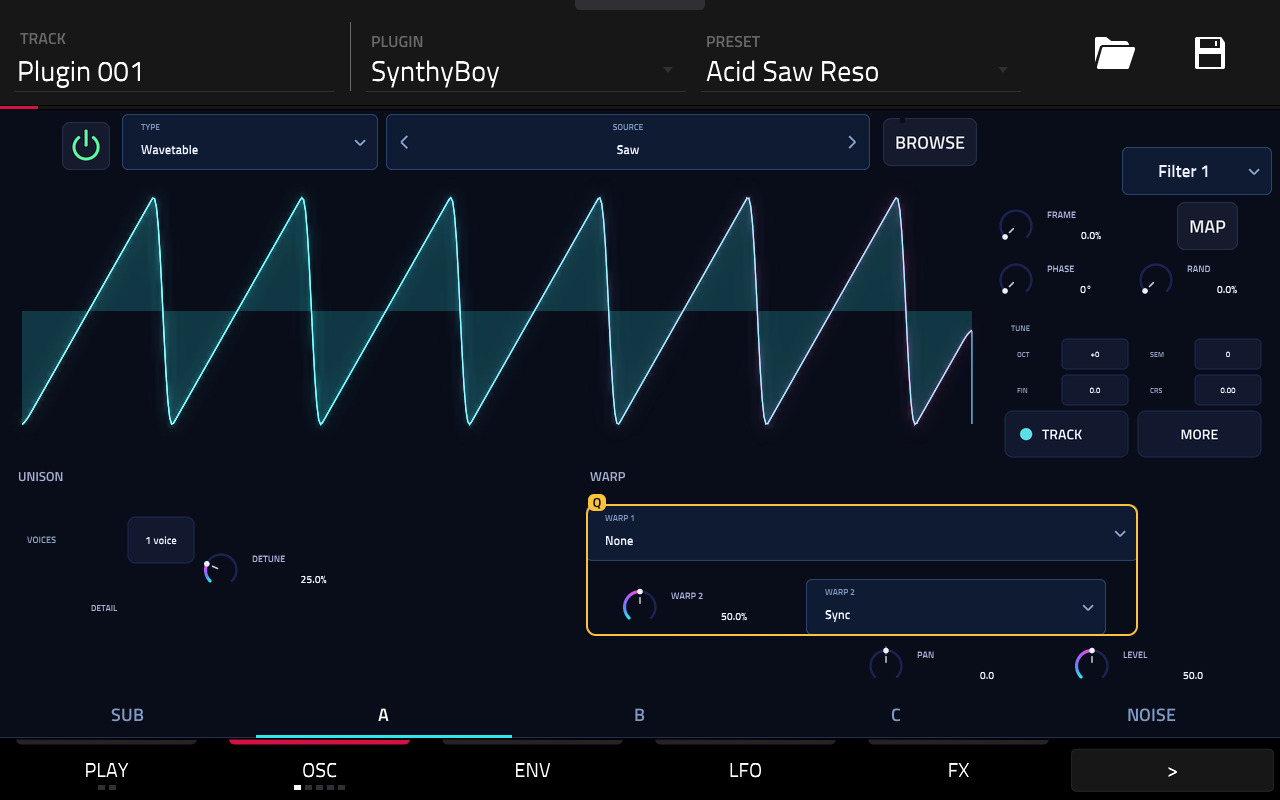 TRACK
Plugin 001
PLUGIN
SynthyBoy
PRESET
Acid Saw Reso
TYPE
Wavetable
SOURCE
Saw
BROWSE
Filter 1
FRAME
0.0%
MAP
PHASE
0°
RAND
0.0%
TUNE
OCT
+0
SEM
0
FIN
0.0
CRS
0.00
TRACK
MORE
UNISON
VOICES
1 voice
DETUNE
25.0%
DETAIL
WARP
Q
WARP 1
None
WARP 2
50.0%
WARP 2
Sync
PAN
0.0
LEVEL
50.0
SUB
A
B
C
NOISE
PLAY
OSC
ENV
LFO
FX
>